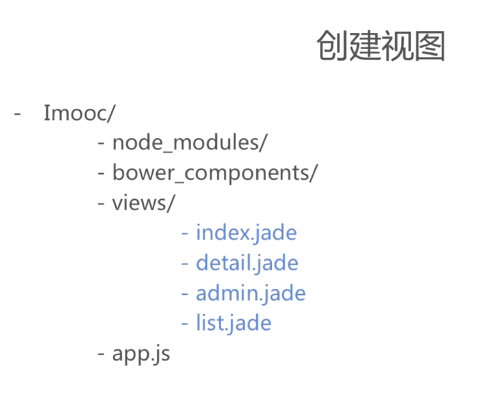 创建视图
- Imooc/
- node_modules/
- bower_components/
- views/
- index.jade
- detail.jade
- admin.jade
- list.jade
- app.js